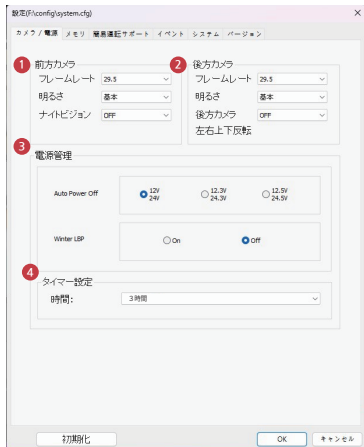 設定(F:\config\system.cfg)
カメラ / 電源 メモリ 簡易運転サポート イベント システム バージョン
1 前方カメラ
フレームレート 29.5
明るさ 基本
ナイトビジョン OFF
2 後方カメラ
フレームレート 29.5
明るさ 基本
後方カメラ OFF
左右上下反転
3 電源管理
Auto Power Off
12V
24V
12.3V
24.3V
12.5V
24.5V
Winter LBP On Off
4 タイマー設定
時間: 3時間
初期化 OK キャンセル